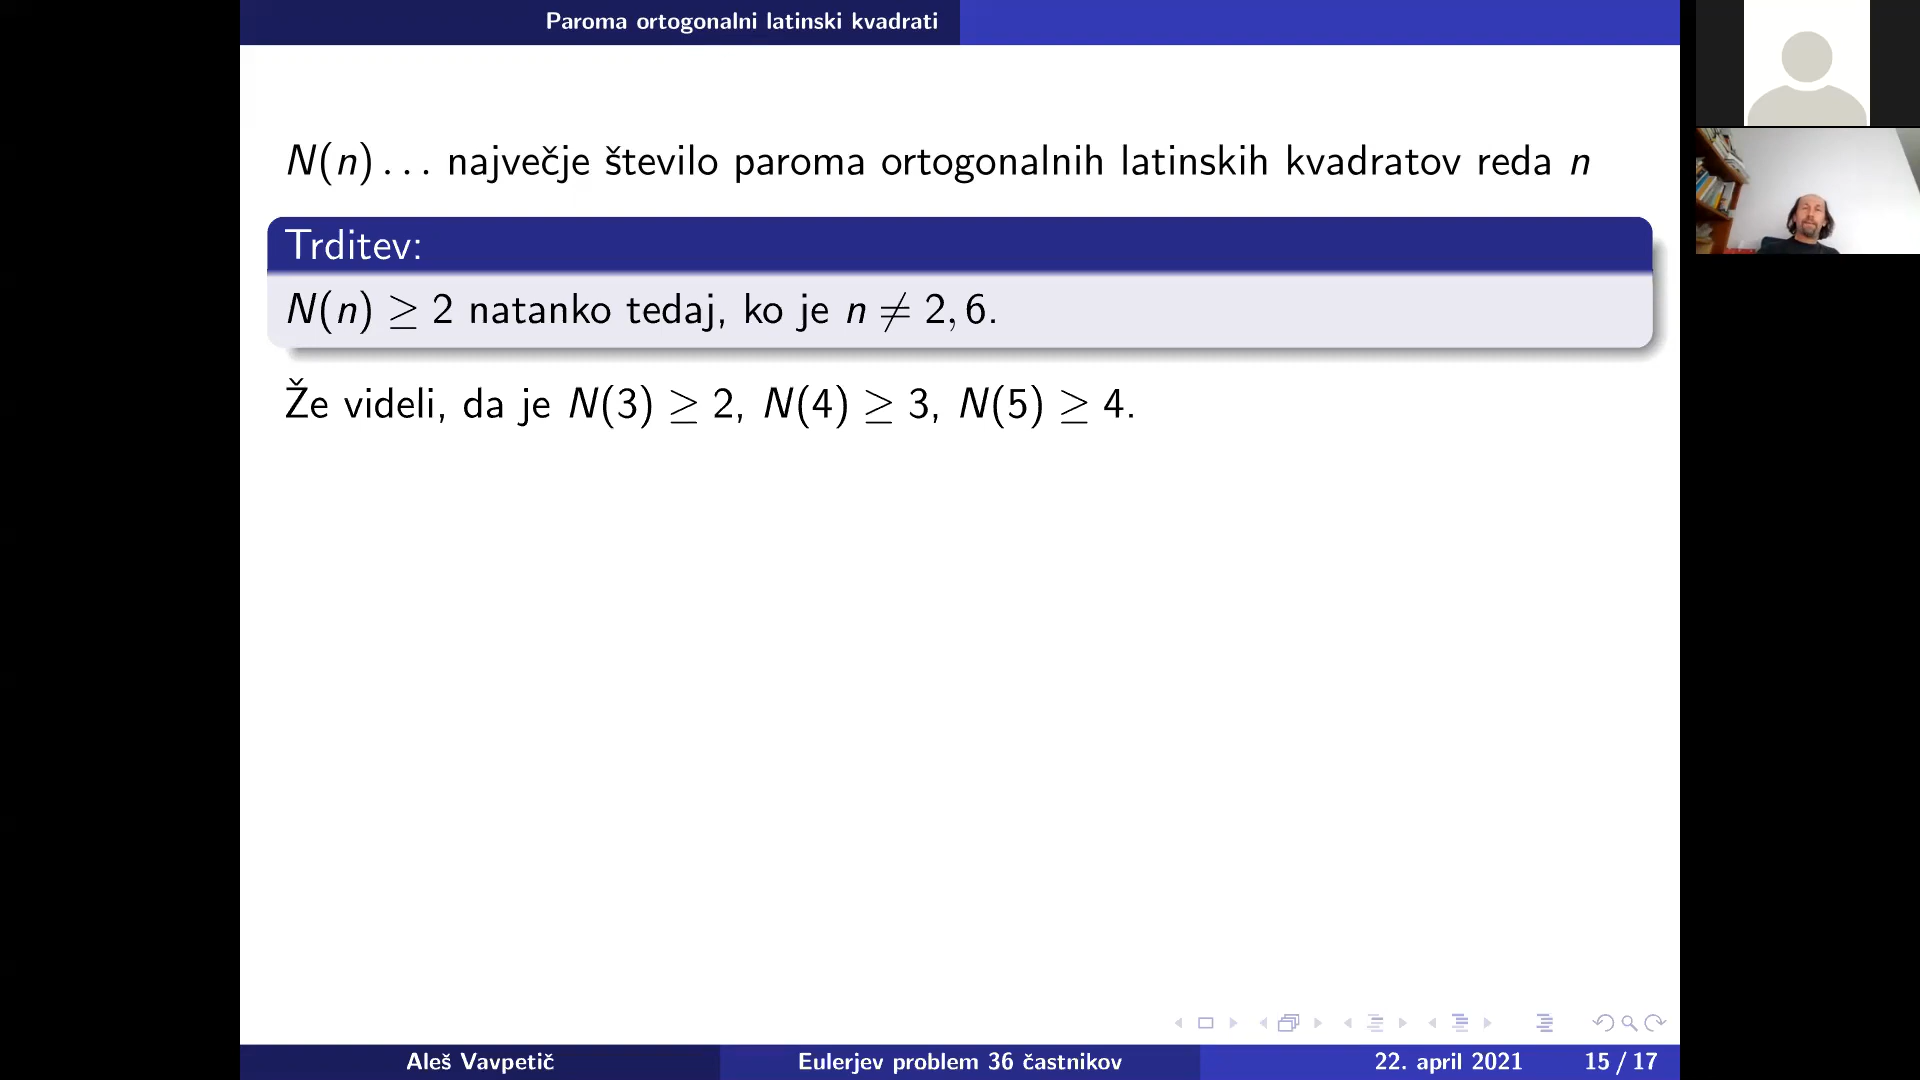 Paroma ortogonalni latinski kvadrati
N(n) . . . največje število paroma ortogonalnih latinskih kvadratov reda n
Trditev:
N(n) ≥ 2 natanko tedaj, ko je n ≠ 2, 6.
Že videli, da je N(3) ≥ 2, N(4) ≥ 3, N(5) ≥ 4.
Aleš Vavpetič
Eulerjev problem 36 častnikov
22. april 2021
15 / 17